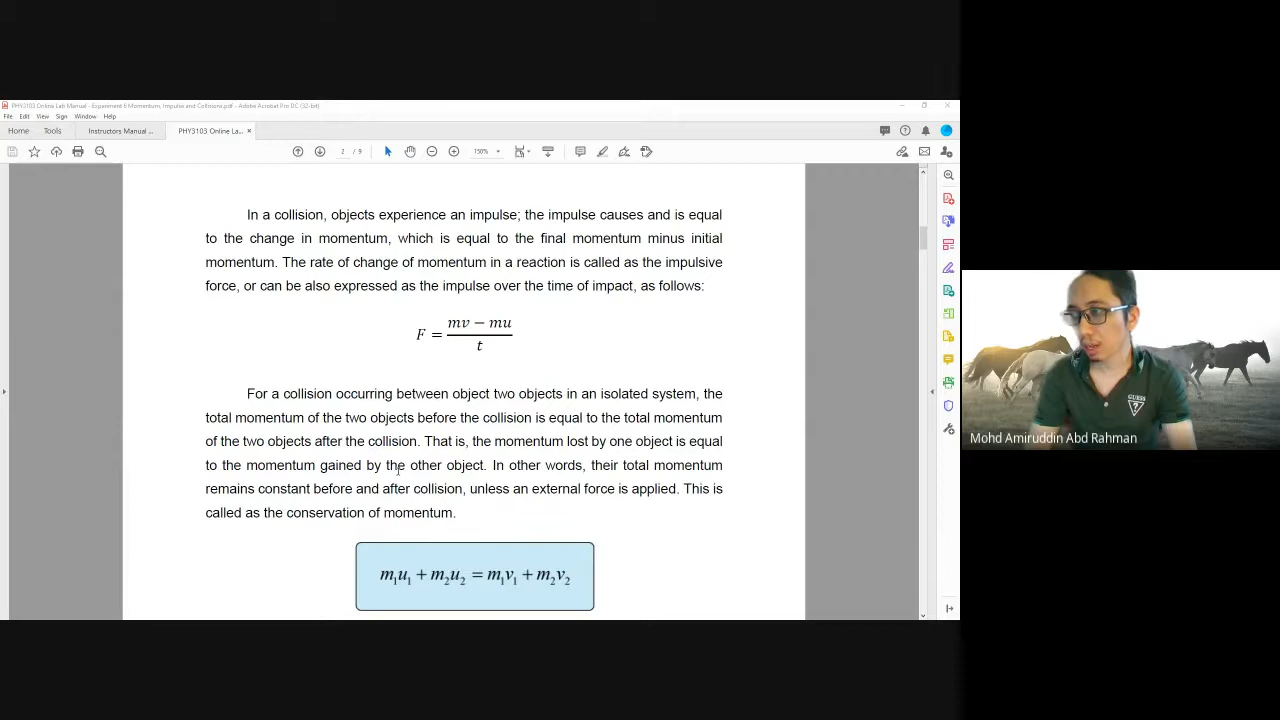 PHY3103 Online Lab Manual - Experiment 6 Momentum, Impulse and Collisions.pdf - Adobe Acrobat Pro DC (32-bit)
File Edit View Sign Window Help
Home Tools Instructors Manual ... PHY3103 Online La... ×
2 / 9 150%
In a collision, objects experience an impulse; the impulse causes and is equal
to the change in momentum, which is equal to the final momentum minus initial
momentum. The rate of change of momentum in a reaction is called as the impulsive
force, or can be also expressed as the impulse over the time of impact, as follows:
F = (mv − mu) / t
For a collision occurring between object two objects in an isolated system, the
total momentum of the two objects before the collision is equal to the total momentum
of the two objects after the collision. That is, the momentum lost by one object is equal
to the momentum gained by the other object. In other words, their total momentum
remains constant before and after collision, unless an external force is applied. This is
called as the conservation of momentum.
m₁u₁ + m₂u₂ = m₁v₁ + m₂v₂
GUESS
?
Mohd Amiruddin Abd Rahman